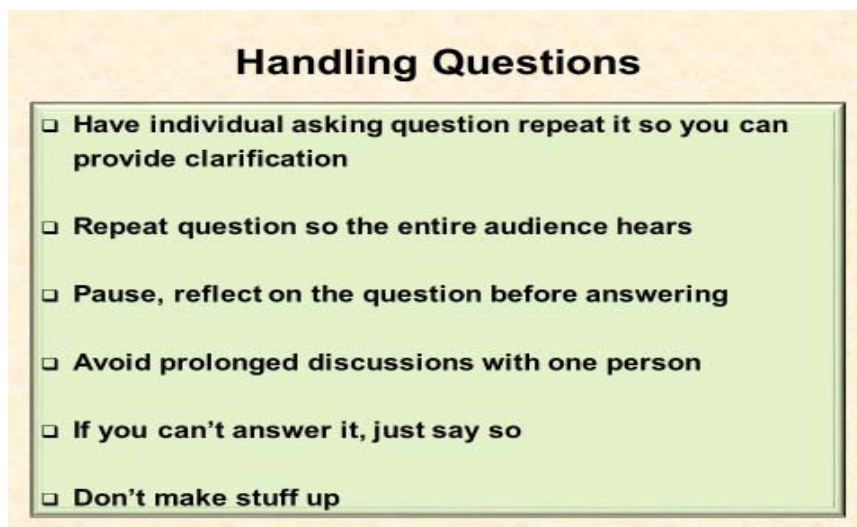 Handling Questions
❑ Have individual asking question repeat it so you can
provide clarification
❑ Repeat question so the entire audience hears
❑ Pause, reflect on the question before answering
❑ Avoid prolonged discussions with one person
❑ If you can’t answer it, just say so
❑ Don’t make stuff up